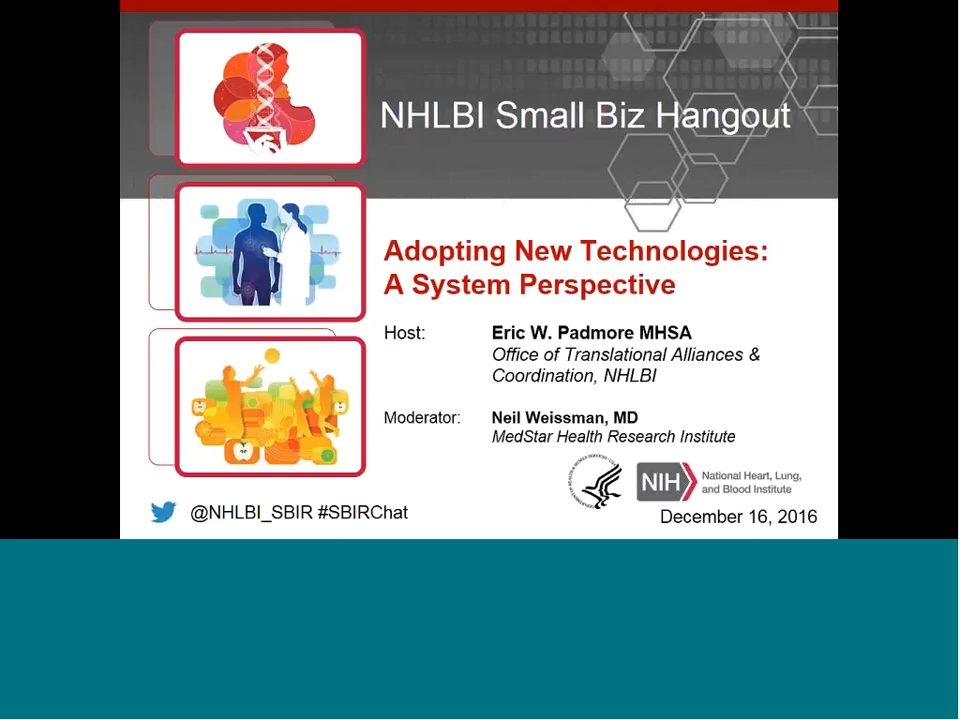 NHLBI Small Biz Hangout
Adopting New Technologies:
A System Perspective
Host: Eric W. Padmore MHSA
Office of Translational Alliances &
Coordination, NHLBI
Moderator: Neil Weissman, MD
MedStar Health Research Institute
NIH National Heart, Lung,
and Blood Institute
@NHLBI_SBIR #SBIRChat
December 16, 2016